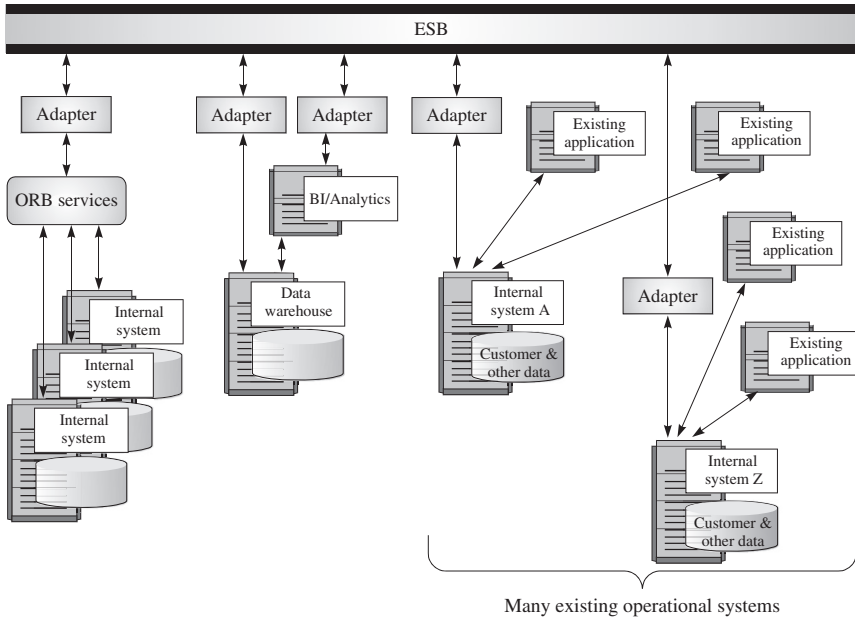 ESB
Adapter
Adapter
Adapter
Adapter
Existing
application
Existing
application
ORB services
BI/Analytics
Existing
application
Internal
system
Data
warehouse
Internal
system A
Adapter
Internal
system
Customer &
other data
Existing
application
Internal
system
Internal
system Z
Customer &
other data
Many existing operational systems